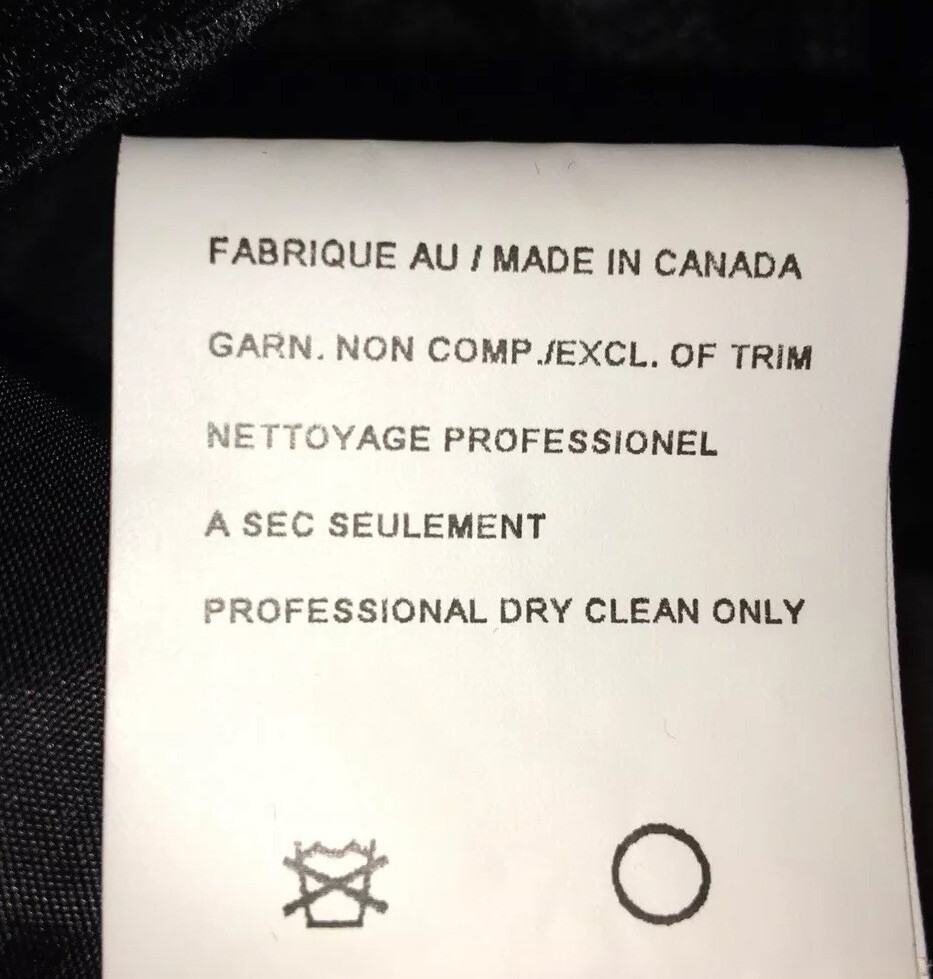 FABRIQUE AU / MADE IN CANADA
GARN. NON COMP./EXCL. OF TRIM
NETTOYAGE PROFESSIONEL
A SEC SEULEMENT
PROFESSIONAL DRY CLEAN ONLY